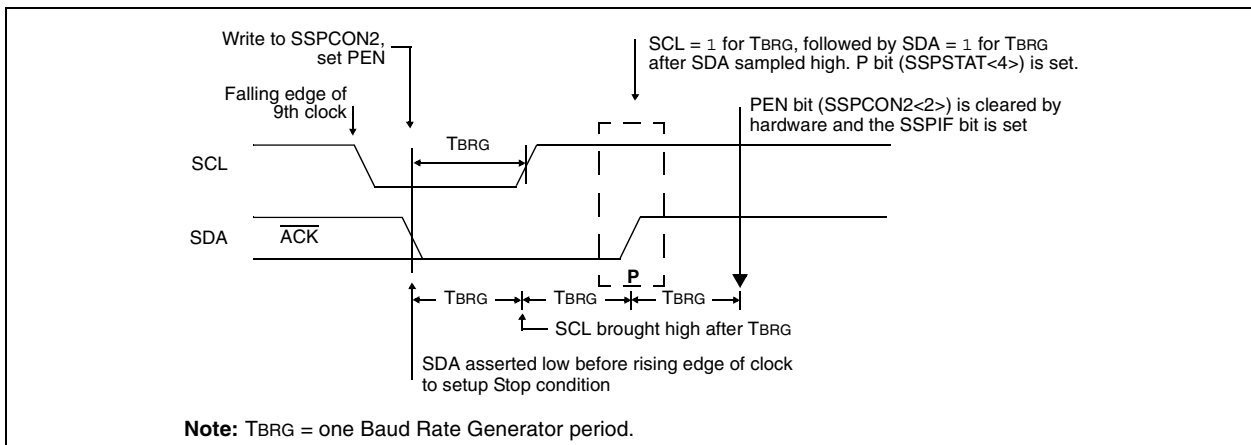 Write to SSPCON2,
set PEN
SCL = 1 for TBRG, followed by SDA = 1 for TBRG
after SDA sampled high. P bit (SSPSTAT<4>) is set.
Falling edge of
9th clock
PEN bit (SSPCON2<2>) is cleared by
hardware and the SSPIF bit is set
TBRG
SCL
SDA
ACK
P
TBRG
TBRG
TBRG
SCL brought high after TBRG
SDA asserted low before rising edge of clock
to setup Stop condition
Note: TBRG = one Baud Rate Generator period.